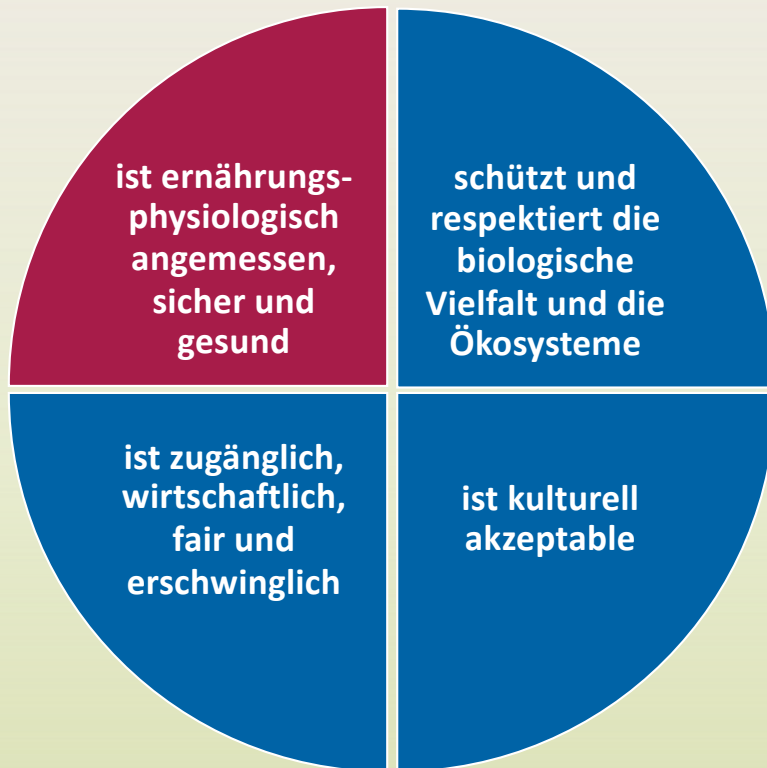 ist ernährungs-
physiologisch
angemessen,
sicher und
gesund
schützt und
respektiert die
biologische
Vielfalt und die
Ökosysteme
ist zugänglich,
wirtschaftlich,
fair und
erschwinglich
ist kulturell
akzeptable